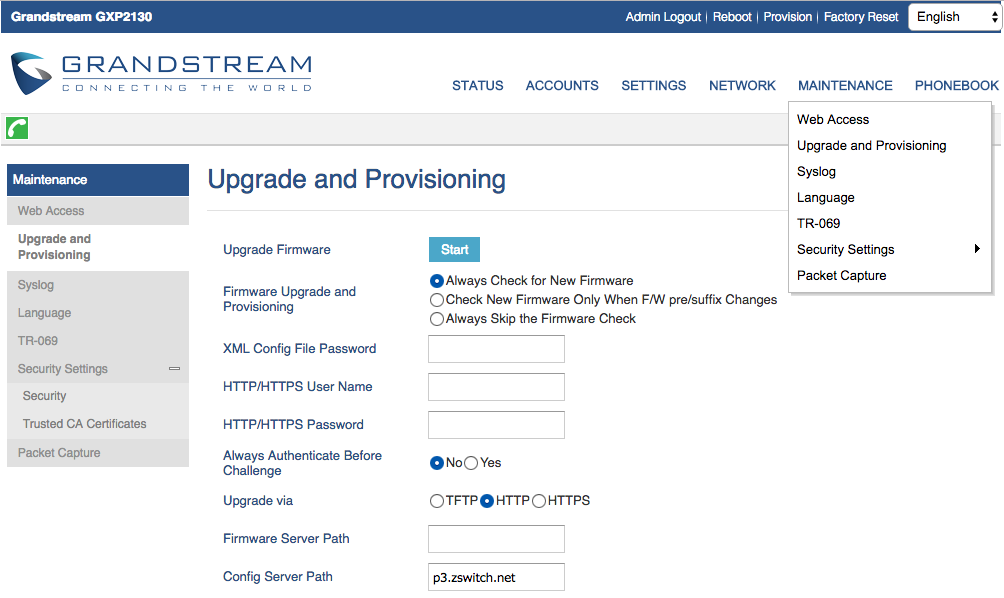 Grandstream GXP2130
Admin Logout | Reboot | Provision | Factory Reset English
GRANDSTREAM
CONNECTING THE WORLD
STATUS ACCOUNTS SETTINGS NETWORK MAINTENANCE PHONEBOOK
Web Access
Upgrade and Provisioning
Syslog
Language
TR-069
Security Settings
Packet Capture
Maintenance
Web Access
Upgrade and
Provisioning
Syslog
Language
TR-069
Security Settings
Security
Trusted CA Certificates
Packet Capture
Upgrade and Provisioning
Upgrade Firmware Start
Firmware Upgrade and
Provisioning
Always Check for New Firmware
Check New Firmware Only When F/W pre/suffix Changes
Always Skip the Firmware Check
XML Config File Password
HTTP/HTTPS User Name
HTTP/HTTPS Password
Always Authenticate Before
Challenge
No Yes
Upgrade via TFTP HTTP HTTPS
Firmware Server Path
Config Server Path p3.zswitch.net